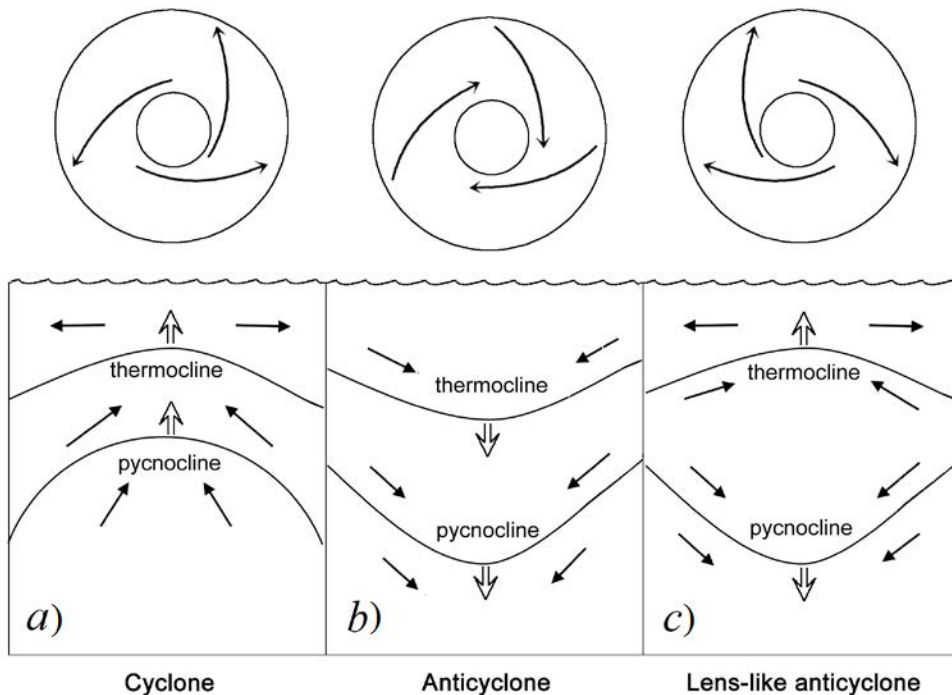 thermocline
pycnocline
a)
Cyclone
thermocline
pycnocline
b)
Anticyclone
thermocline
pycnocline
c)
Lens-like anticyclone